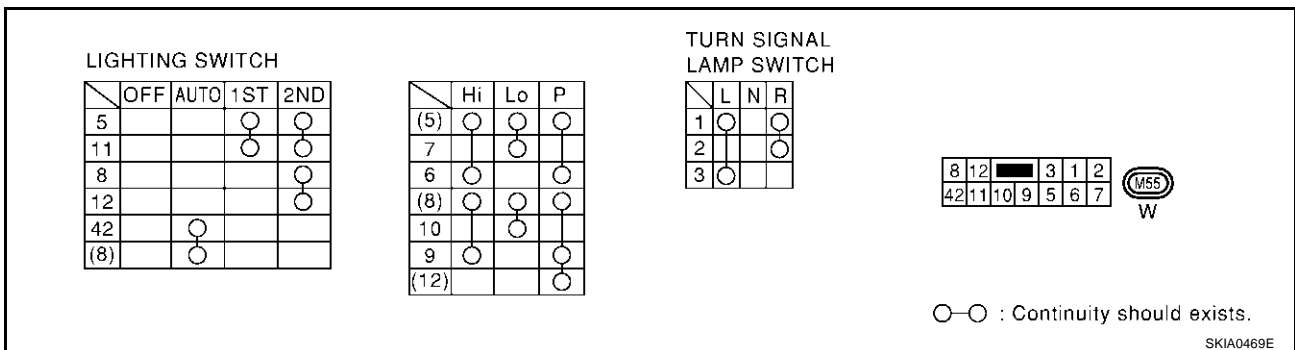 LIGHTING SWITCH
OFF AUTO 1ST 2ND
5
11
8
12
42
(8)
Hi Lo P
(5)
7
6
(8)
10
9
(12)
TURN SIGNAL
LAMP SWITCH
L N R
1
2
3
8 12 3 1 2
42 11 10 9 5 6 7
M55
W
: Continuity should exists.
SKIA0469E